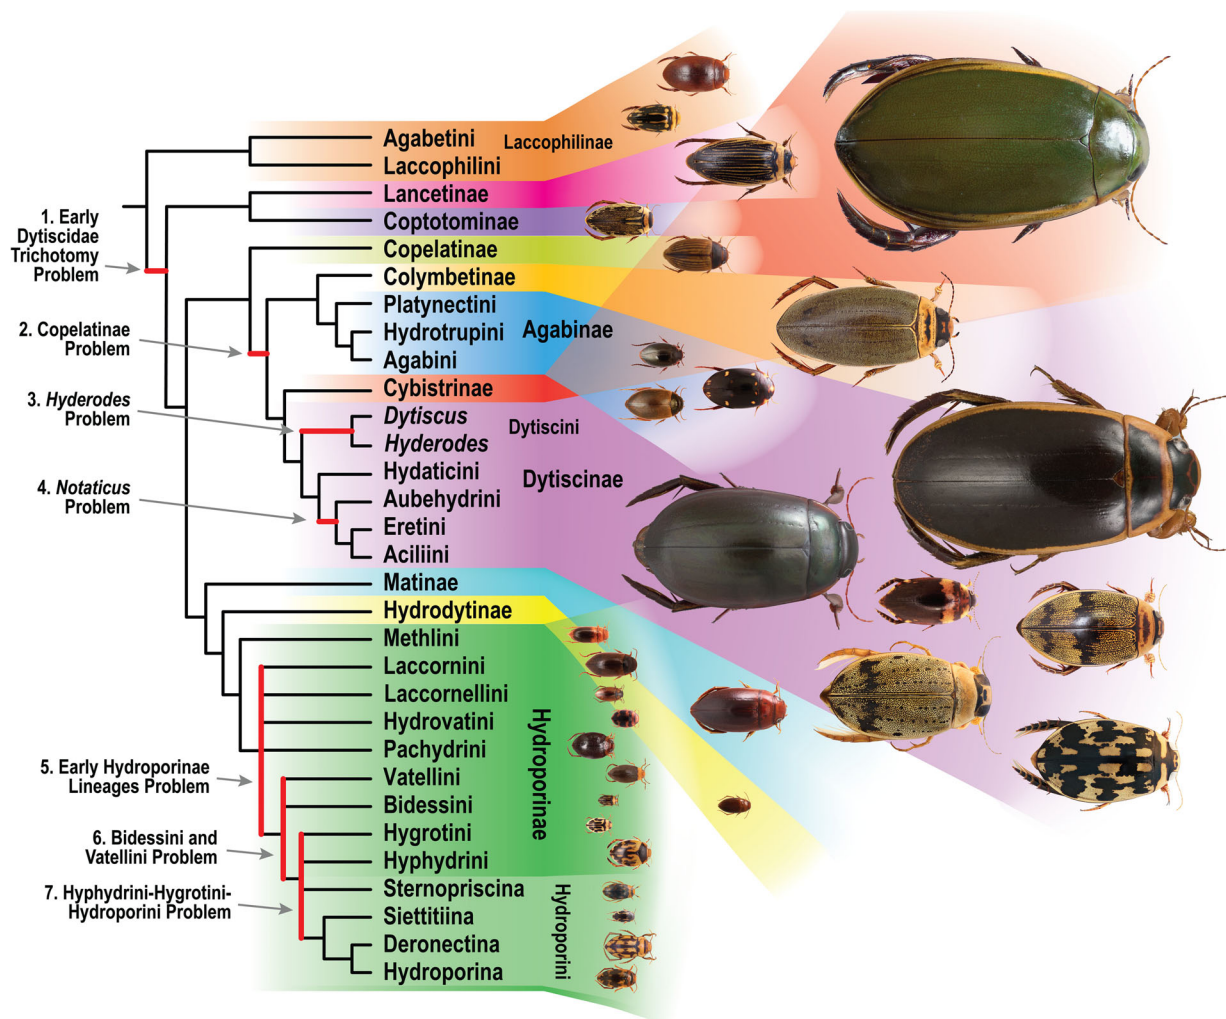 Agabetini
Laccophilinae
Laccophilini
Lancetinae
Coptotominae
Copelatinae
Colymbetinae
Platynectini
Hydrotrupini
Agabinae
Agabini
Cybistrinae
Dytiscus
Dytiscini
Hyderodes
Hydaticini
Dytiscinae
Aubehydrini
Eretini
Aciliini
Matinae
Hydrodytinae
Methlini
Laccornini
Laccornellini
Hydrovatini
Pachydrini
Vatellini
Bidessini
Hygrotini
Hyphydrini
Hydroporinae
Sternopriscina
Siettitiina
Deronectina
Hydroporina
Hydroporini
1. Early
Dytiscidae
Trichotomy
Problem
2. Copelatinae
Problem
3. Hyderodes
Problem
4. Notaticus
Problem
5. Early Hydroporinae
Lineages Problem
6. Bidessini and
Vatellini Problem
7. Hyphydrini-Hygrotini-
Hydroporini Problem